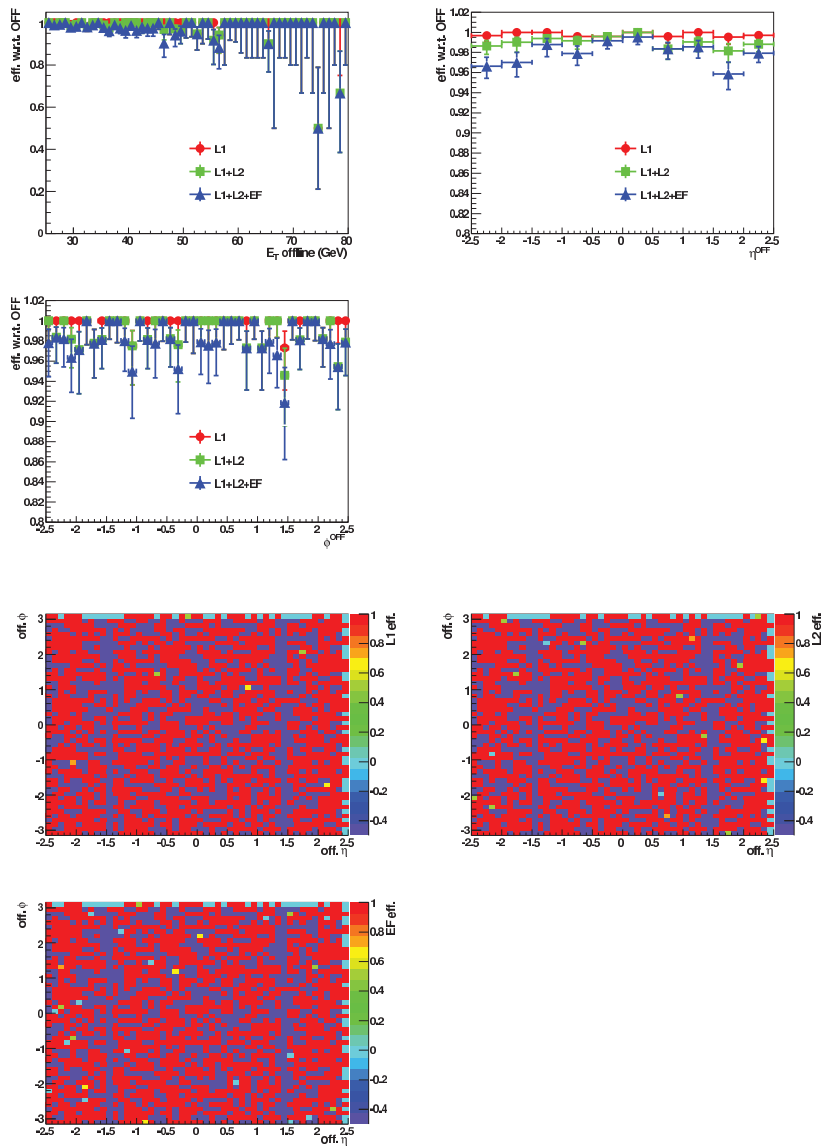 eff. w.r.t. OFF
1
0.8
0.6
0.4
0.2
0
L1
L1+L2
L1+L2+EF
30 40 50 60 70 80
E_T offline (GeV)
eff. w.r.t. OFF
1.02
1
0.98
0.96
0.94
0.92
0.9
0.88
0.86
0.84
0.82
0.8
L1
L1+L2
L1+L2+EF
-2.5 -2 -1.5 -1 -0.5 0 0.5 1 1.5 2 2.5
η^OFF
eff. w.r.t. OFF
1.02
1
0.98
0.96
0.94
0.92
0.9
0.88
0.86
0.84
0.82
0.8
L1
L1+L2
L1+L2+EF
-2.5 -2 -1.5 -1 -0.5 0 0.5 1 1.5 2 2.5
ϕ^OFF
off. ϕ
3
2
1
0
-1
-2
-3
-2.5 -2 -1.5 -1 -0.5 0 0.5 1 1.5 2 2.5
off. η
1
0.8
0.6
0.4
0.2
0
-0.2
-0.4
L1 eff.
off. ϕ
3
2
1
0
-1
-2
-3
-2.5 -2 -1.5 -1 -0.5 0 0.5 1 1.5 2 2.5
off. η
1
0.8
0.6
0.4
0.2
0
-0.2
-0.4
L2 eff.
off. ϕ
3
2
1
0
-1
-2
-3
-2.5 -2 -1.5 -1 -0.5 0 0.5 1 1.5 2 2.5
off. η
1
0.8
0.6
0.4
0.2
0
-0.2
-0.4
EF eff.